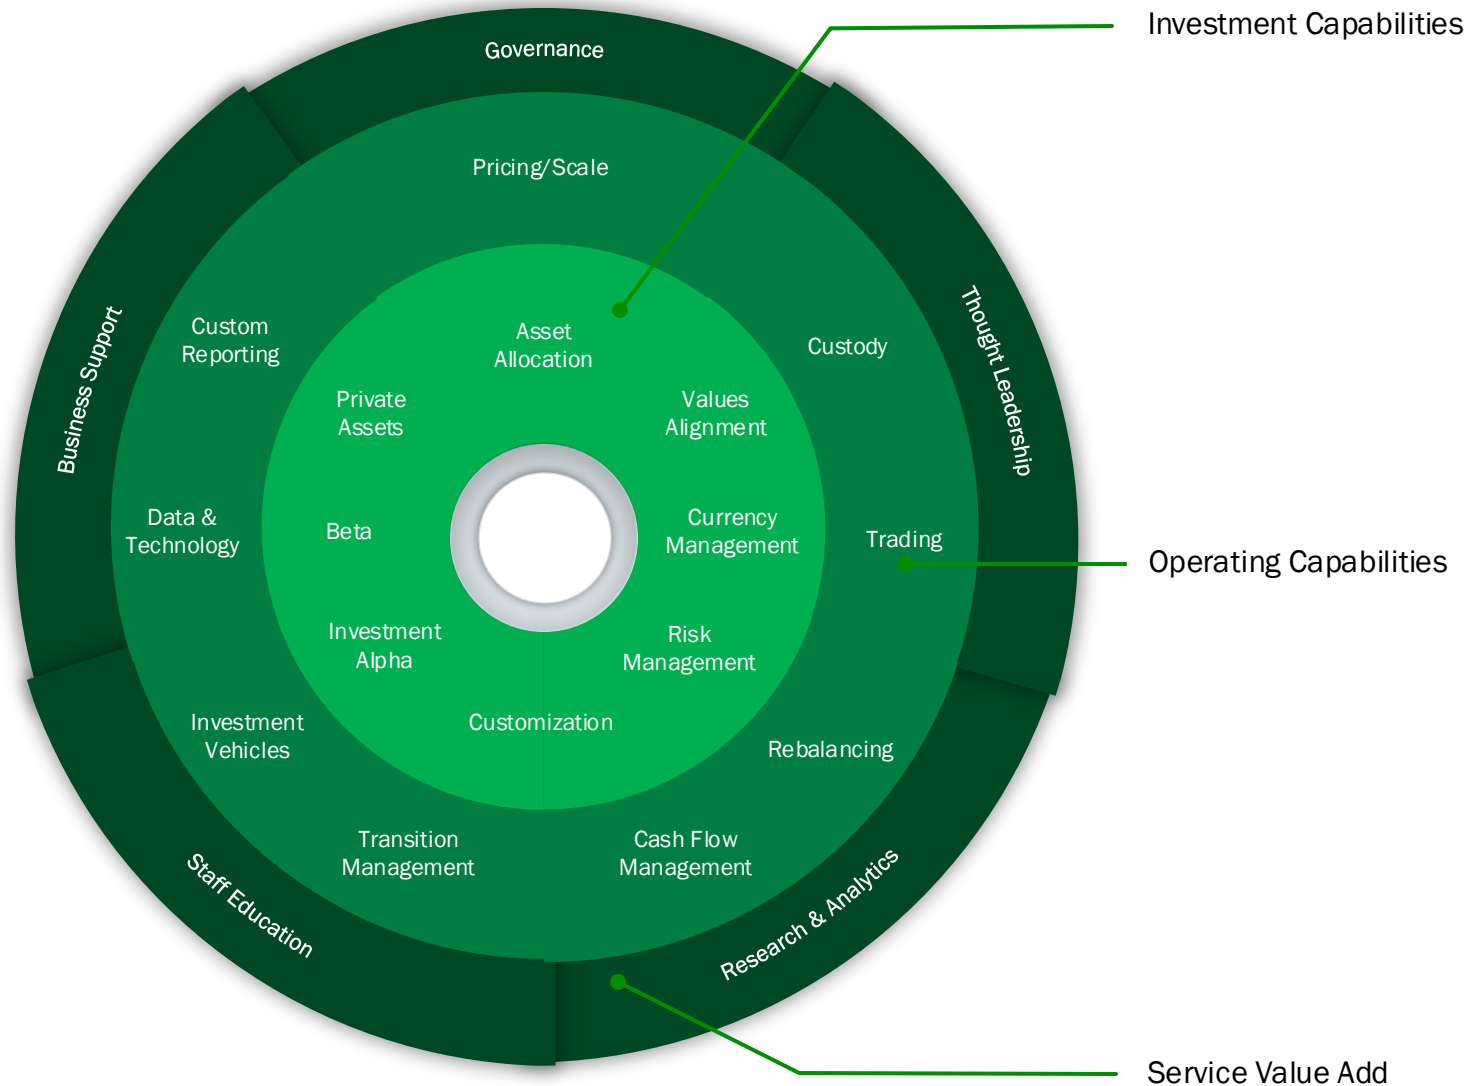 Investment Capabilities
Governance
Pricing/Scale
Thought Leadership
Business Support
Custom
Reporting
Custody
Asset
Allocation
Private
Assets
Values
Alignment
Data &
Technology
Beta
Currency
Management
Trading
Operating Capabilities
Investment
Alpha
Risk
Management
Investment
Vehicles
Customization
Rebalancing
Transition
Management
Cash Flow
Management
Staff Education
Research & Analytics
Service Value Add